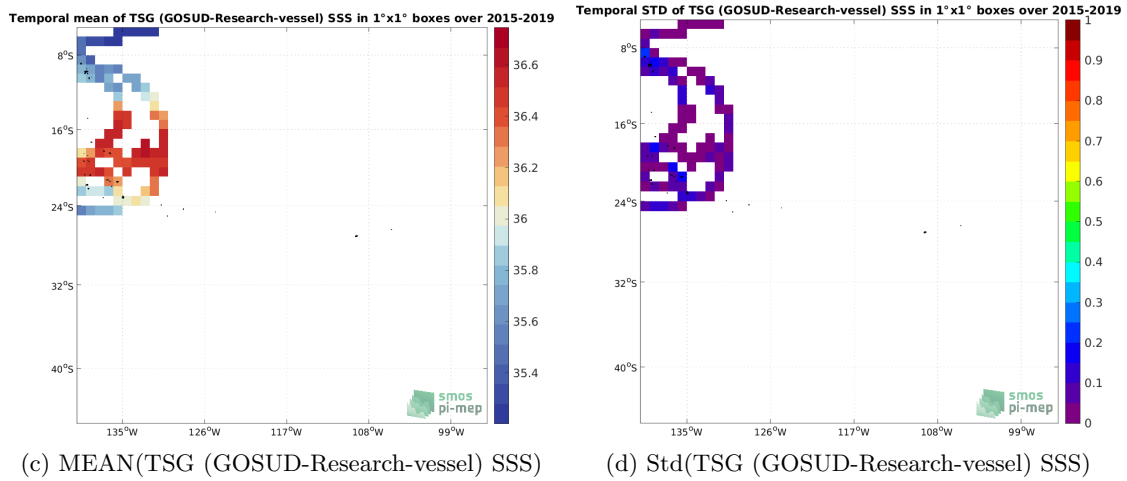 Temporal mean of TSG (GOSUD-Research-vessel) SSS in 1°x1° boxes over 2015-2019
8°S
16°S
24°S
32°S
40°S
135°W
126°W
117°W
108°W
99°W
36.6
36.4
36.2
36
35.8
35.6
35.4
smos
pi-mep
(c) MEAN(TSG (GOSUD-Research-vessel) SSS)
Temporal STD of TSG (GOSUD-Research-vessel) SSS in 1°x1° boxes over 2015-2019
8°S
16°S
24°S
32°S
40°S
135°W
126°W
117°W
108°W
99°W
1
0.9
0.8
0.7
0.6
0.5
0.4
0.3
0.2
0.1
0
smos
pi-mep
(d) Std(TSG (GOSUD-Research-vessel) SSS)